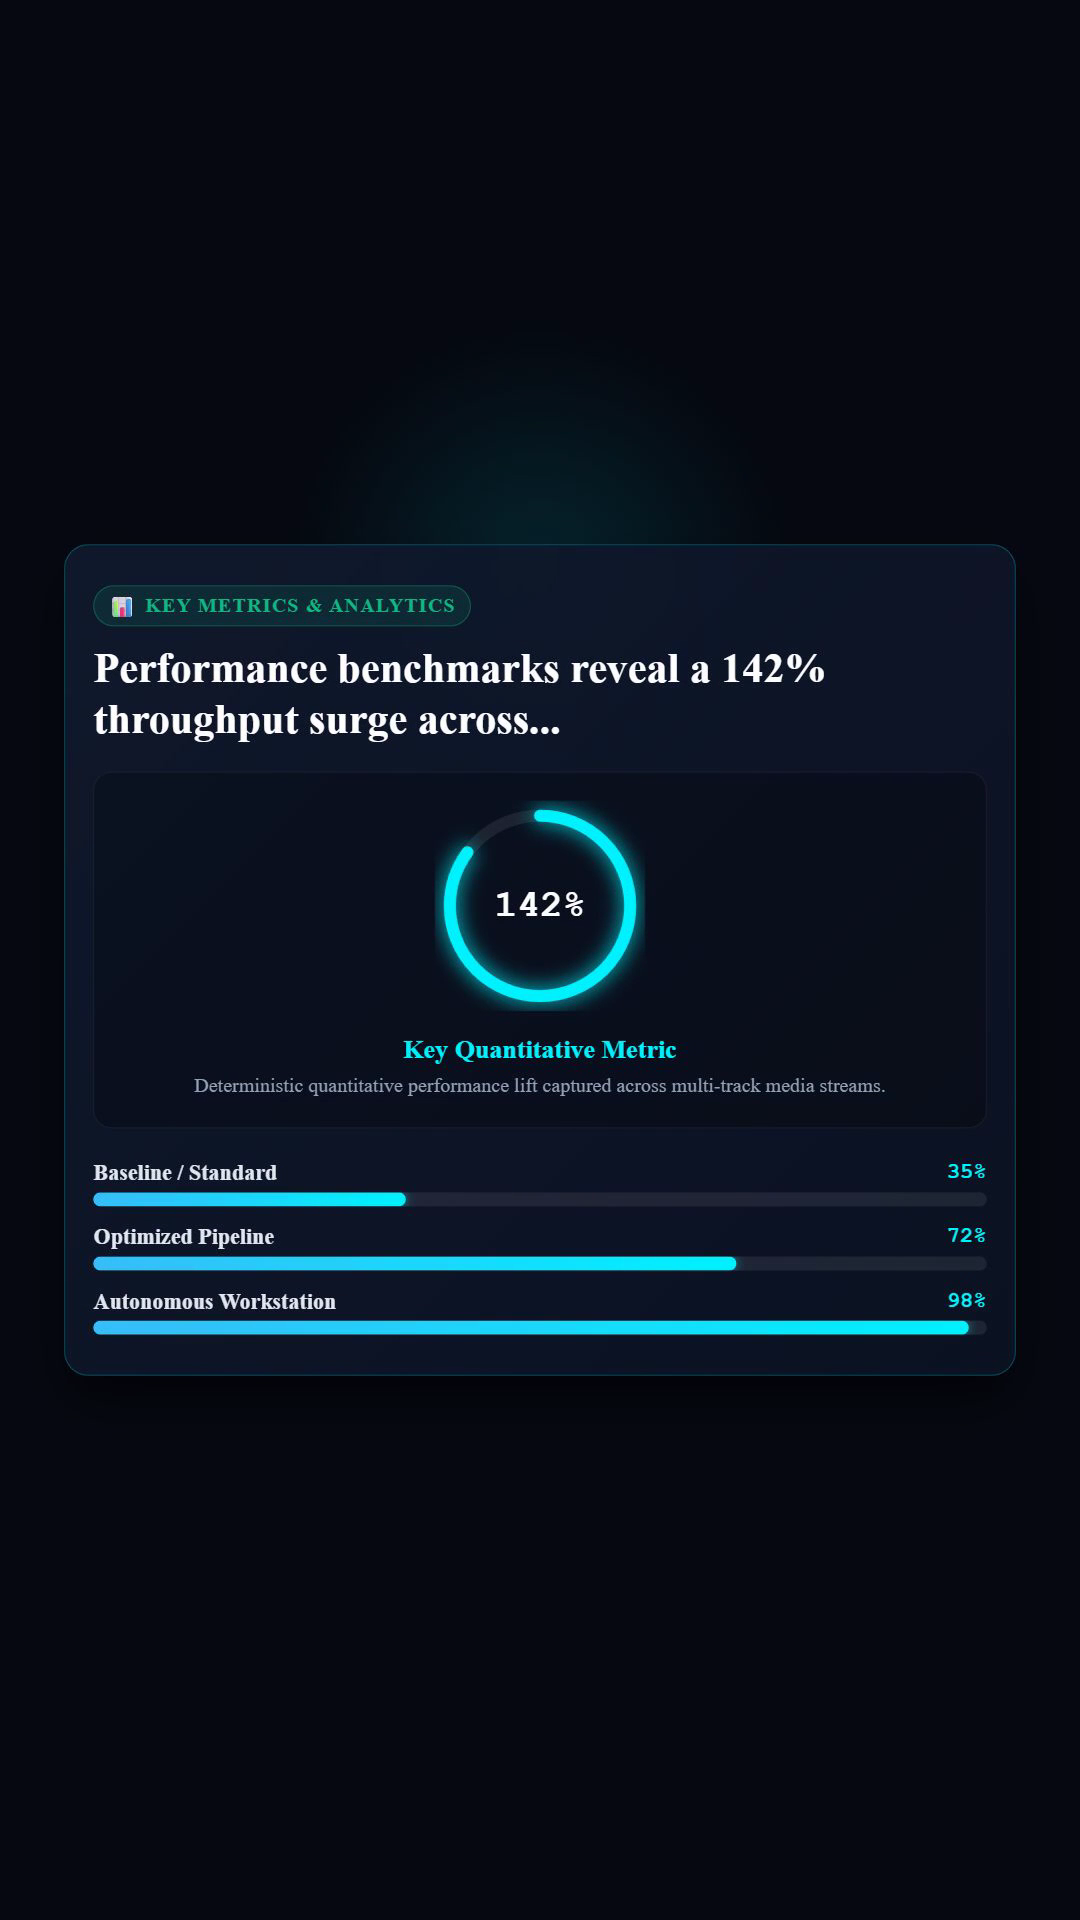 📊 KEY METRICS & ANALYTICS
Performance benchmarks reveal a 142%
throughput surge across...
142%
Key Quantitative Metric
Deterministic quantitative performance lift captured across multi-track media streams.
Baseline / Standard 35%
Optimized Pipeline 72%
Autonomous Workstation 98%